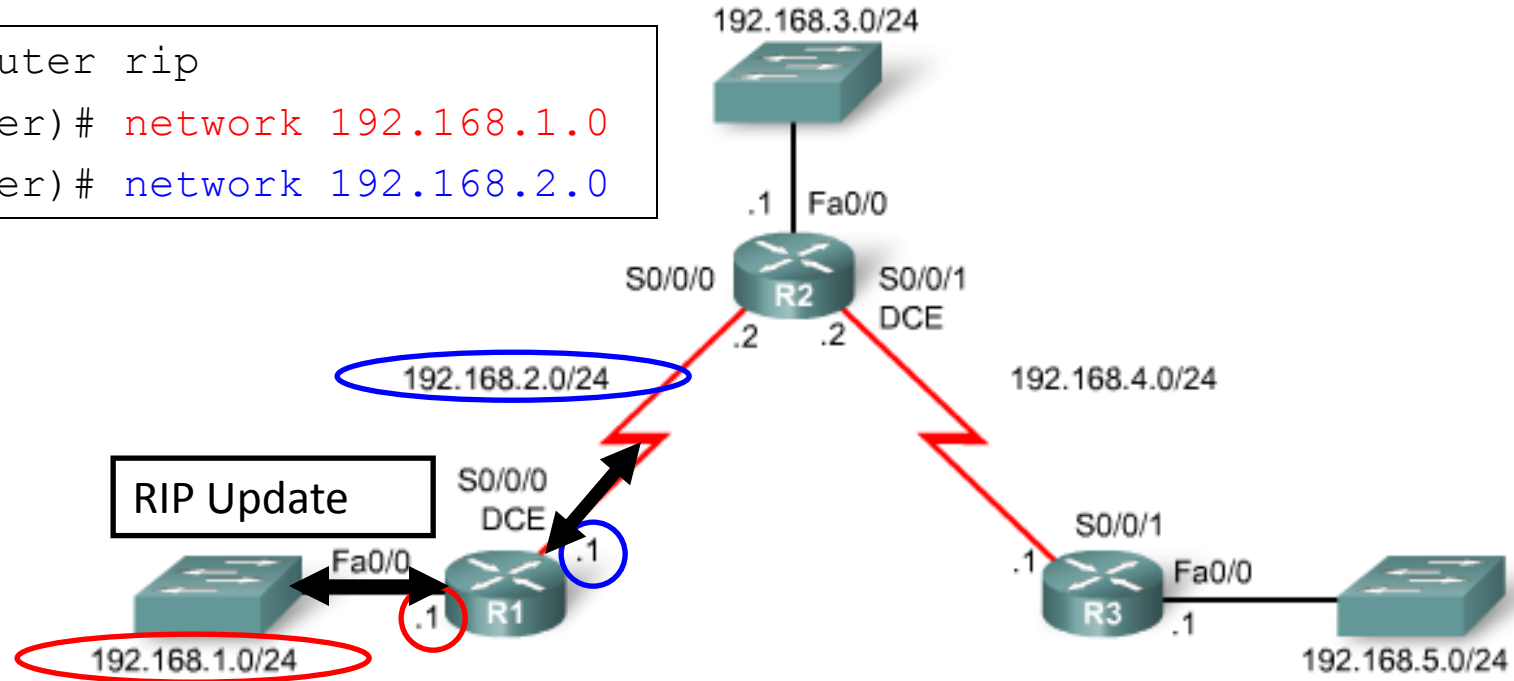 192.168.3.0/24
uter rip
er)# network 192.168.1.0
er)# network 192.168.2.0
.1 Fa0/0
S0/0/0
R2
S0/0/1
DCE
.2
.2
192.168.2.0/24
192.168.4.0/24
RIP Update
S0/0/0
DCE
.1
Fa0/0
.1
R1
192.168.1.0/24
S0/0/1
.1
R3
Fa0/0
.1
192.168.5.0/24